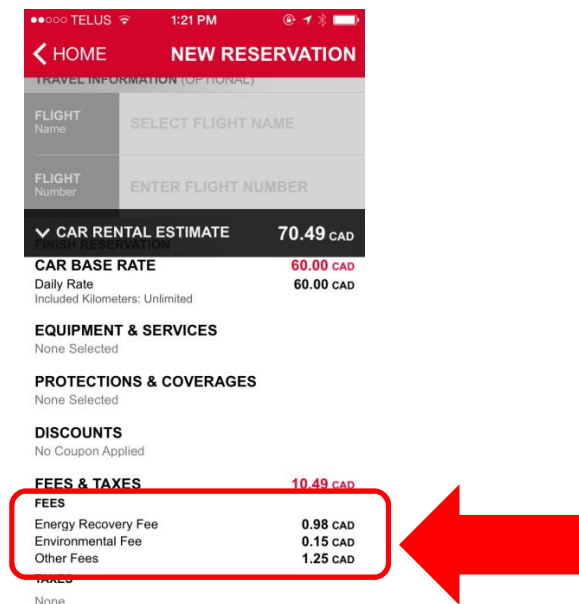 TELUS 1:21 PM
HOME NEW RESERVATION
TRAVEL INFORMATION (OPTIONAL)
FLIGHT
Name
SELECT FLIGHT NAME
FLIGHT
Number
ENTER FLIGHT NUMBER
CAR RENTAL ESTIMATE 70.49 CAD
FINISH RESERVATION
CAR BASE RATE 60.00 CAD
Daily Rate 60.00 CAD
Included Kilometers: Unlimited
EQUIPMENT & SERVICES
None Selected
PROTECTIONS & COVERAGES
None Selected
DISCOUNTS
No Coupon Applied
FEES & TAXES 10.49 CAD
FEES
Energy Recovery Fee 0.98 CAD
Environmental Fee 0.15 CAD
Other Fees 1.25 CAD
TAXES
None